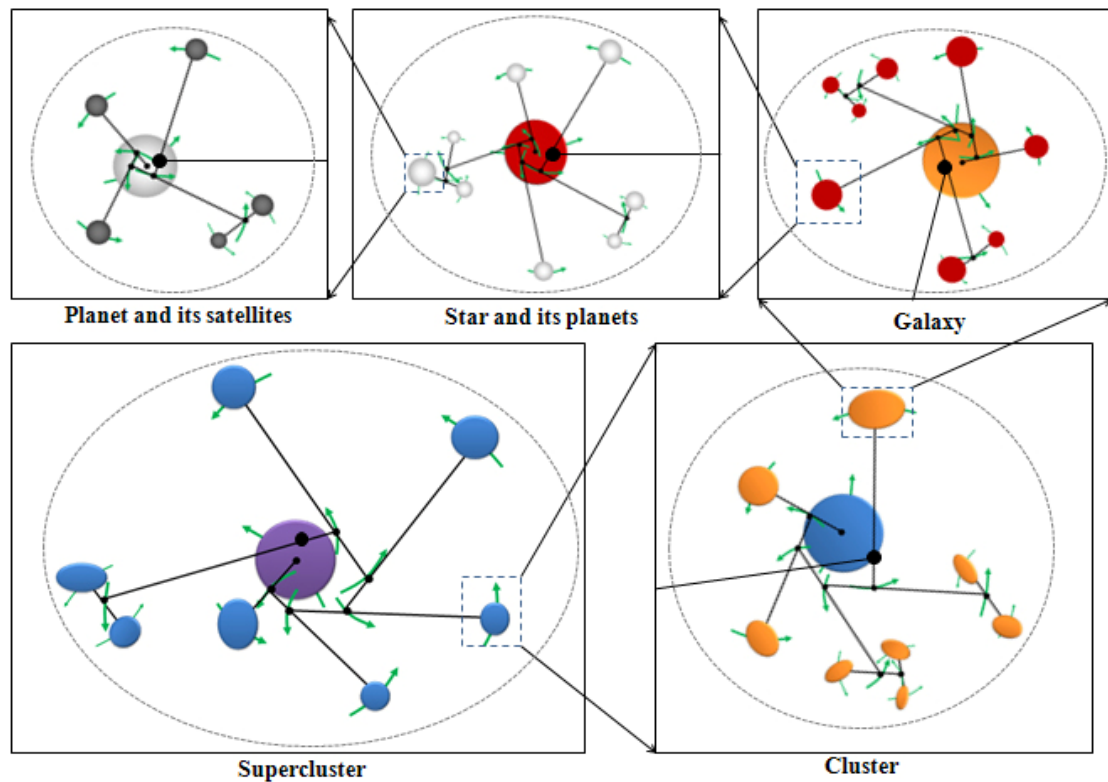 Planet and its satellites
Star and its planets
Galaxy
Supercluster
Cluster